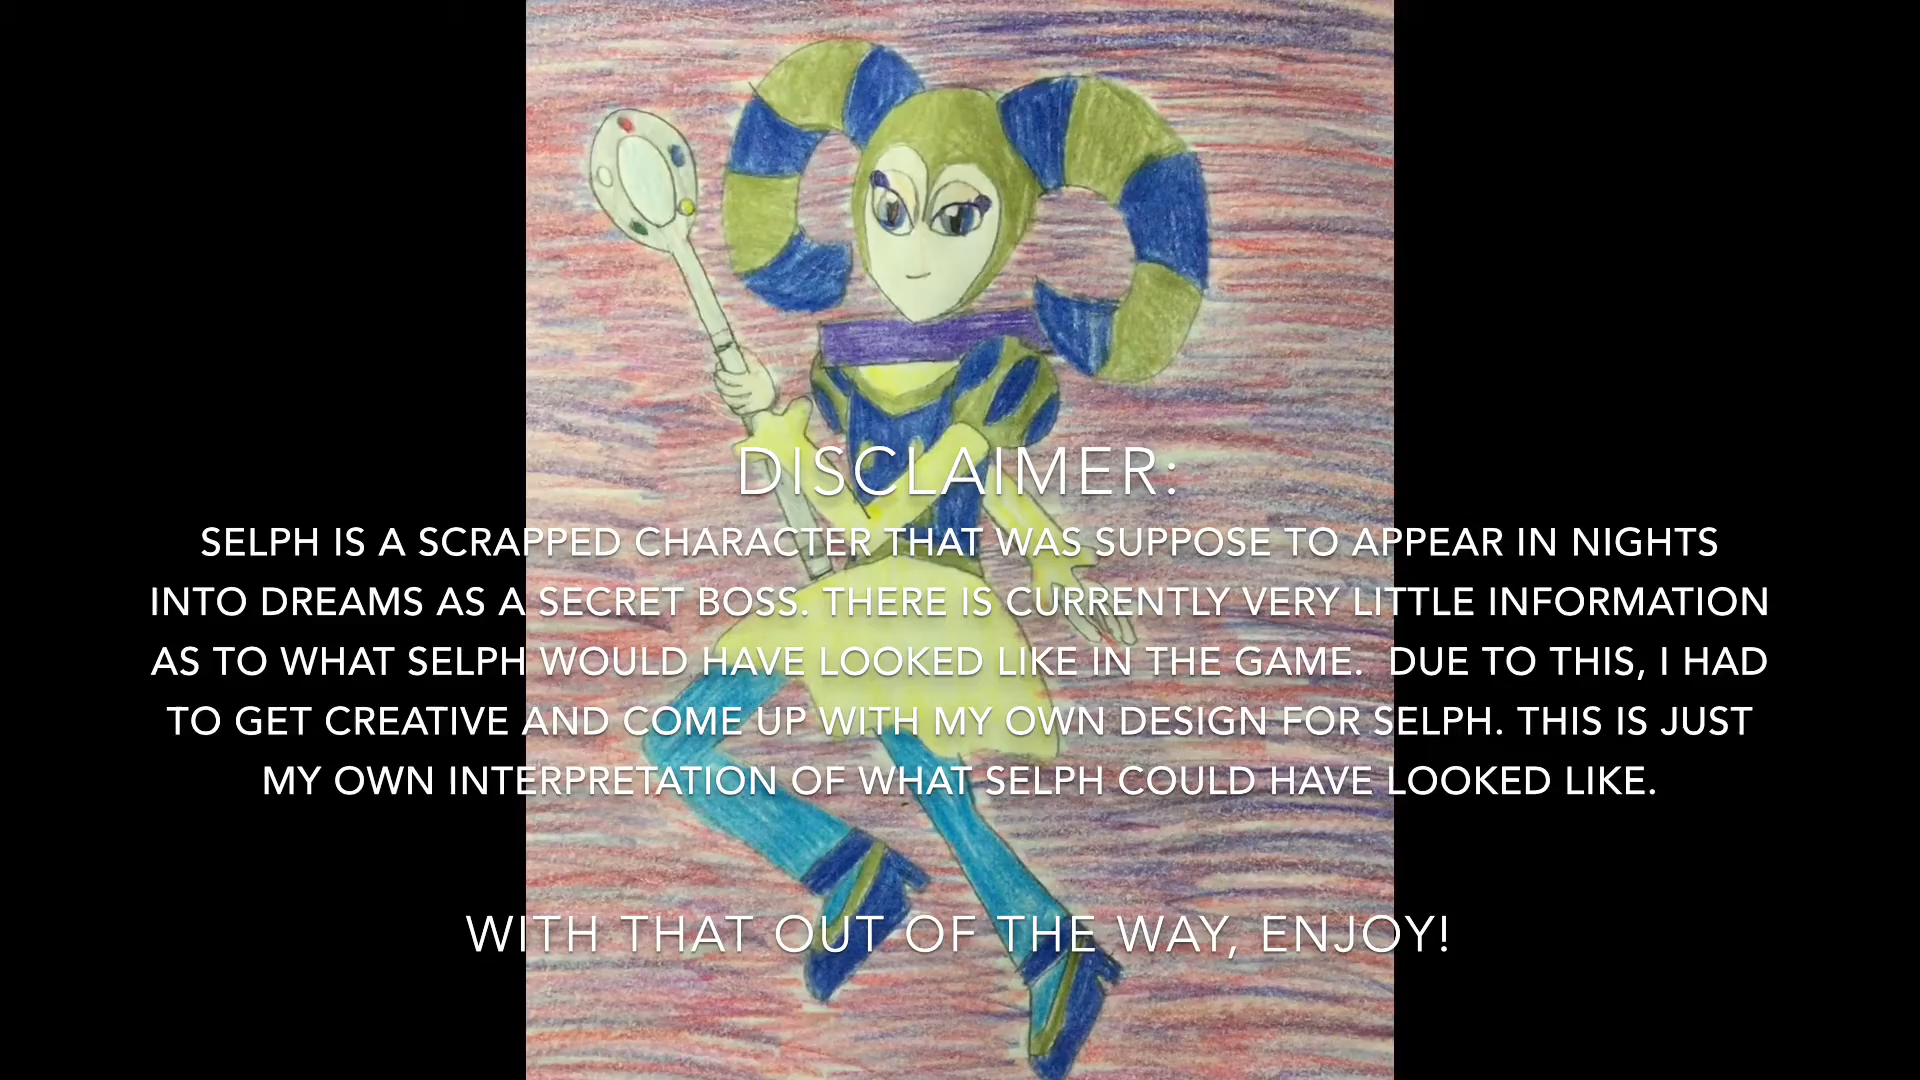 DISCLAIMER:
SELPH IS A SCRAPPED CHARACTER THAT WAS SUPPOSE TO APPEAR IN NIGHTS
INTO DREAMS AS A SECRET BOSS. THERE IS CURRENTLY VERY LITTLE INFORMATION
AS TO WHAT SELPH WOULD HAVE LOOKED LIKE IN THE GAME. DUE TO THIS, I HAD
TO GET CREATIVE AND COME UP WITH MY OWN DESIGN FOR SELPH. THIS IS JUST
MY OWN INTERPRETATION OF WHAT SELPH COULD HAVE LOOKED LIKE.
WITH THAT OUT OF THE WAY, ENJOY!